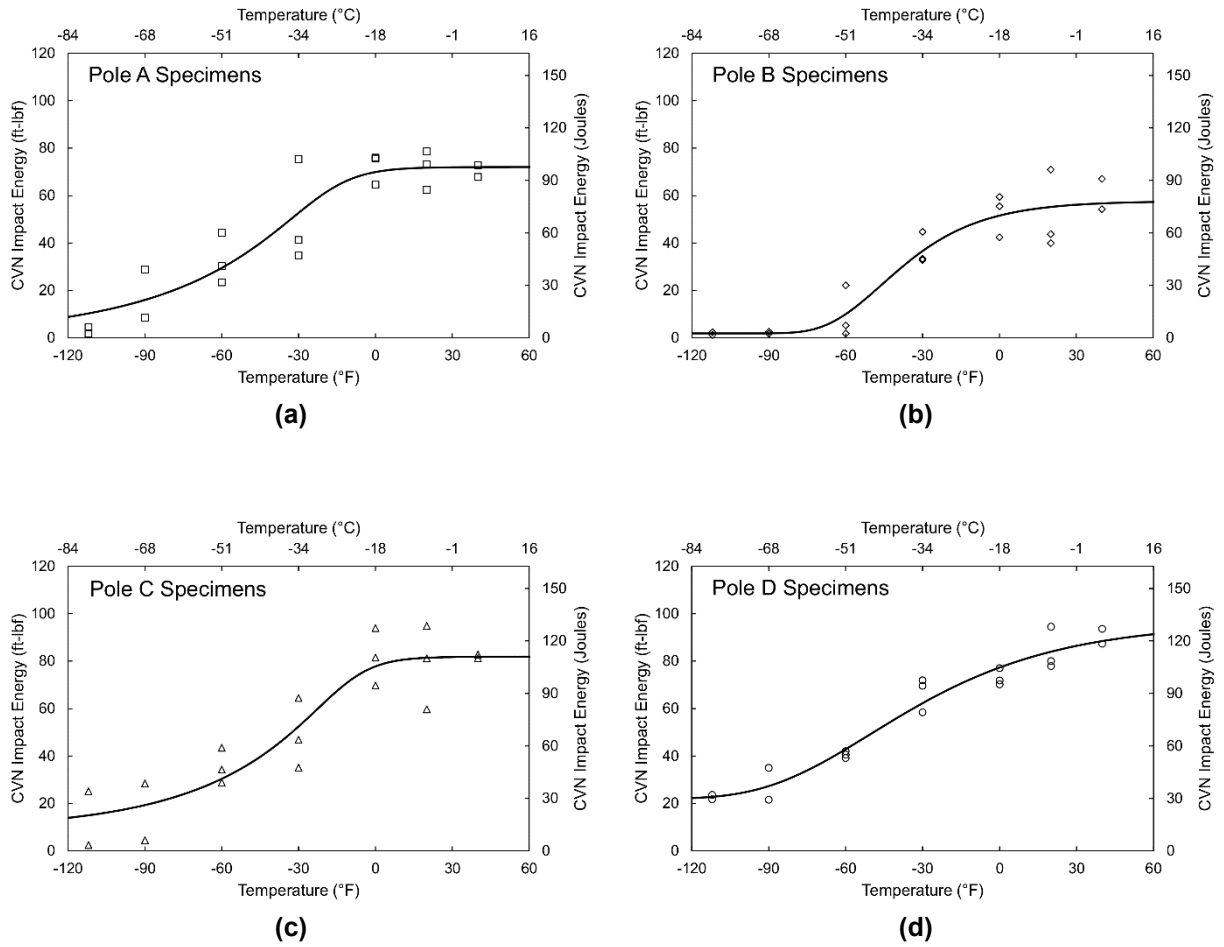 Temperature (°C)
-84 -68 -51 -34 -18 -1 16
Pole A Specimens
CVN Impact Energy (ft-lbf)
120
100
80
60
40
20
0
CVN Impact Energy (Joules)
150
120
90
60
30
0
-120 -90 -60 -30 0 30 60
Temperature (°F)
(a)
Temperature (°C)
-84 -68 -51 -34 -18 -1 16
Pole B Specimens
CVN Impact Energy (ft-lbf)
120
100
80
60
40
20
0
CVN Impact Energy (Joules)
150
120
90
60
30
0
-120 -90 -60 -30 0 30 60
Temperature (°F)
(b)
Temperature (°C)
-84 -68 -51 -34 -18 -1 16
Pole C Specimens
CVN Impact Energy (ft-lbf)
120
100
80
60
40
20
0
CVN Impact Energy (Joules)
150
120
90
60
30
0
-120 -90 -60 -30 0 30 60
Temperature (°F)
(c)
Temperature (°C)
-84 -68 -51 -34 -18 -1 16
Pole D Specimens
CVN Impact Energy (ft-lbf)
120
100
80
60
40
20
0
CVN Impact Energy (Joules)
150
120
90
60
30
0
-120 -90 -60 -30 0 30 60
Temperature (°F)
(d)